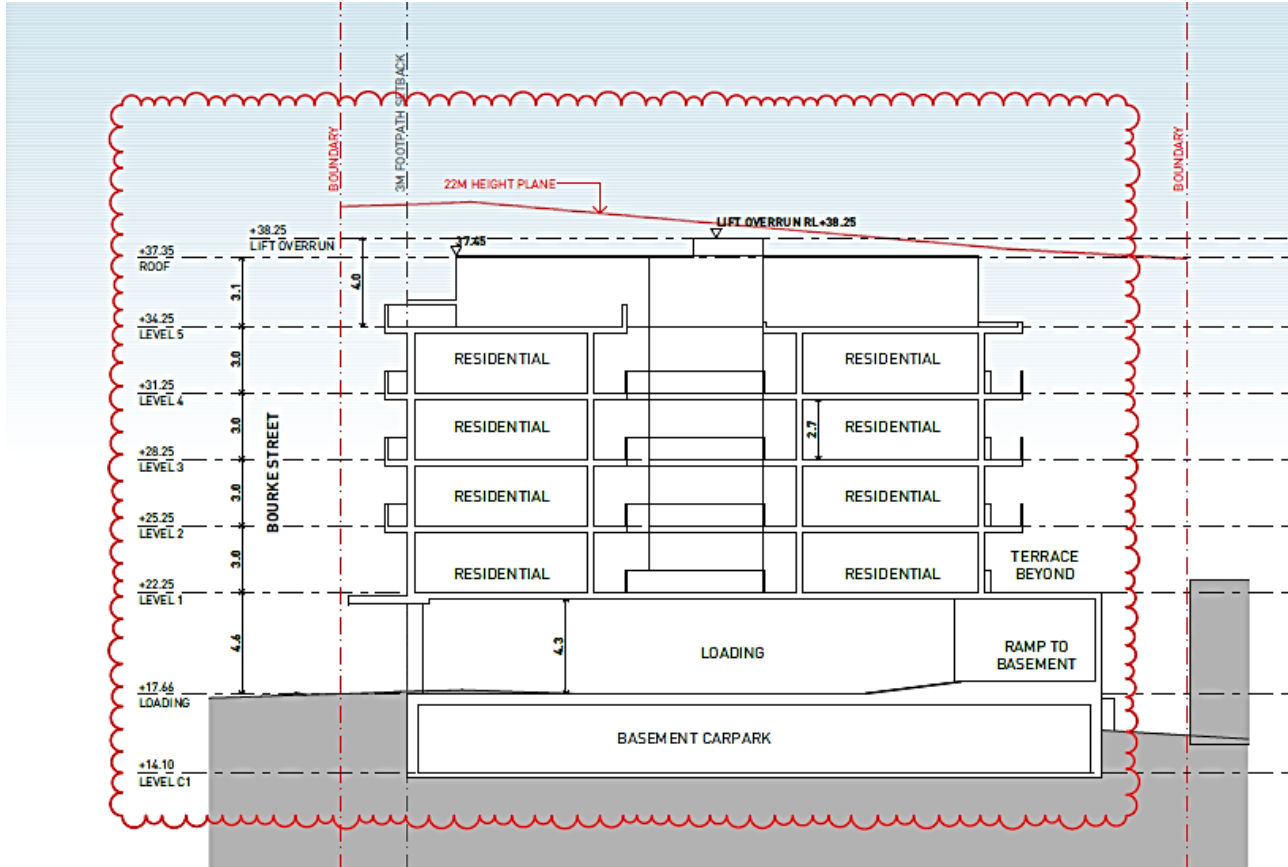 BOUNDARY
3M FOOTPATH SETBACK
BOUNDARY
22M HEIGHT PLANE
LIFT OVERRUN RL+38.25
+38.25
LIFT OVERRUN
37.45
+37.35
ROOF
3.1
4.0
+34.25
LEVEL 5
3.0
RESIDENTIAL
RESIDENTIAL
+31.25
LEVEL 4
3.0
RESIDENTIAL
2.7
RESIDENTIAL
+28.25
LEVEL 3
BOURKE STREET
3.0
RESIDENTIAL
RESIDENTIAL
+25.25
LEVEL 2
3.0
RESIDENTIAL
RESIDENTIAL
TERRACE
BEYOND
+22.25
LEVEL 1
4.6
4.3
LOADING
RAMP TO
BASEMENT
+17.66
LOADING
BASEMENT CARPARK
+14.10
LEVEL C1